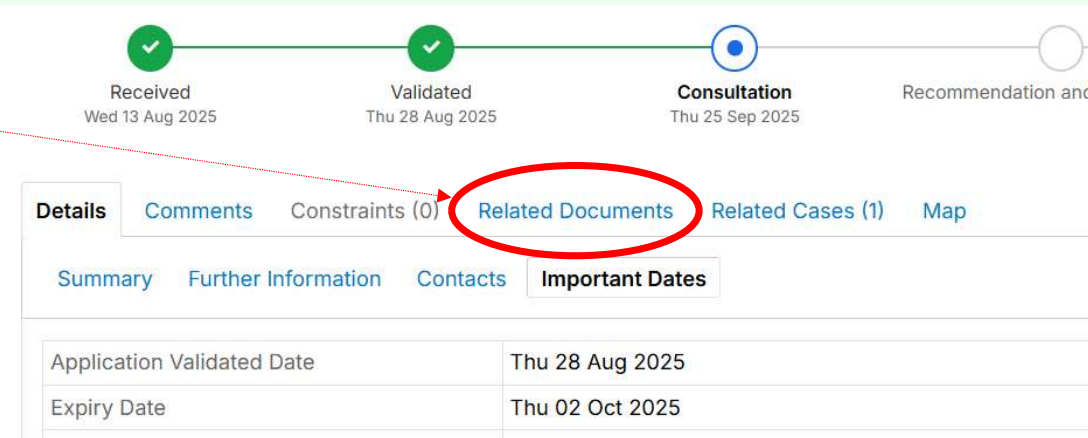 Received Validated Consultation Recommendation and
Wed 13 Aug 2025 Thu 28 Aug 2025 Thu 25 Sep 2025
Details Comments Constraints (0) Related Documents Related Cases (1) Map
Summary Further Information Contacts Important Dates
Application Validated Date Thu 28 Aug 2025
Expiry Date Thu 02 Oct 2025